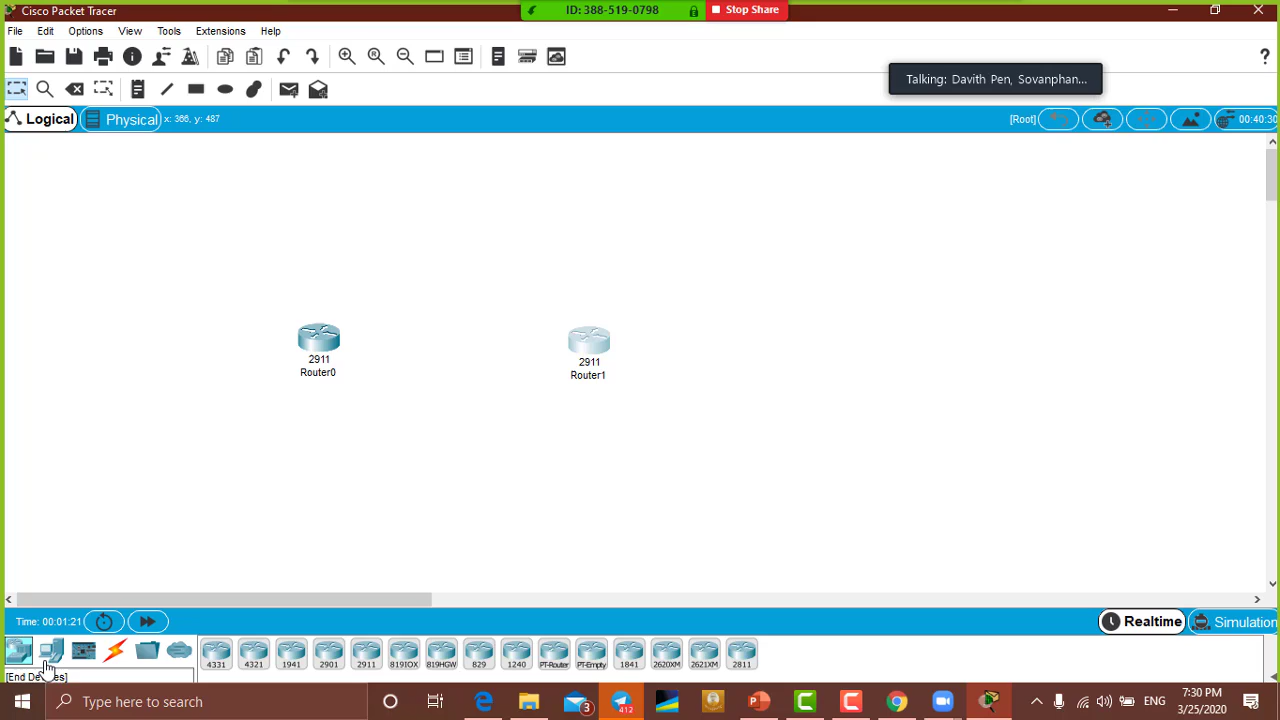 Cisco Packet Tracer
ID: 388-519-0798
Stop Share
File Edit Options View Tools Extensions Help
Talking: Davith Pen, Sovanphan...
Logical Physical x: 366, y: 487
[Root] 00:40:30
2911
Router0
2911
Router1
Time: 00:01:21
Realtime Simulation
4331 4321 1941 2901 2911 819IOX 819HGW 829 1240 PT-Router PT-Empty 1841 2620XM 2621XM 2811
Type here to search
3
412
ENG
7:30 PM
3/25/2020